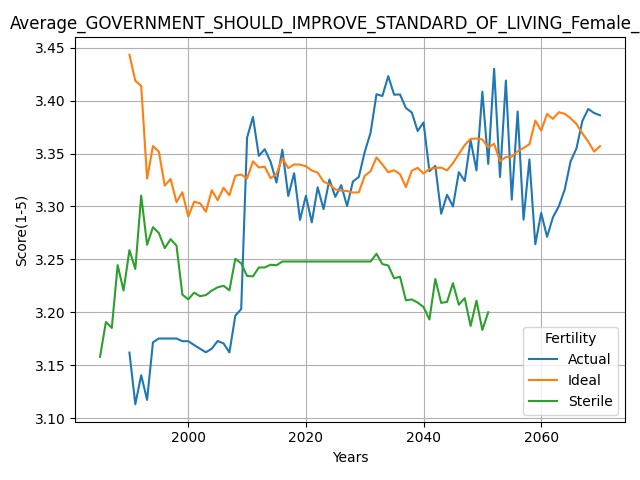 Average_GOVERNMENT_SHOULD_IMPROVE_STANDARD_OF_LIVING_Female_
3.45
3.40
3.35
3.30
3.25
3.20
3.15
3.10
Score(1-5)
Fertility
Actual
Ideal
Sterile
2000 2020 2040 2060
Years